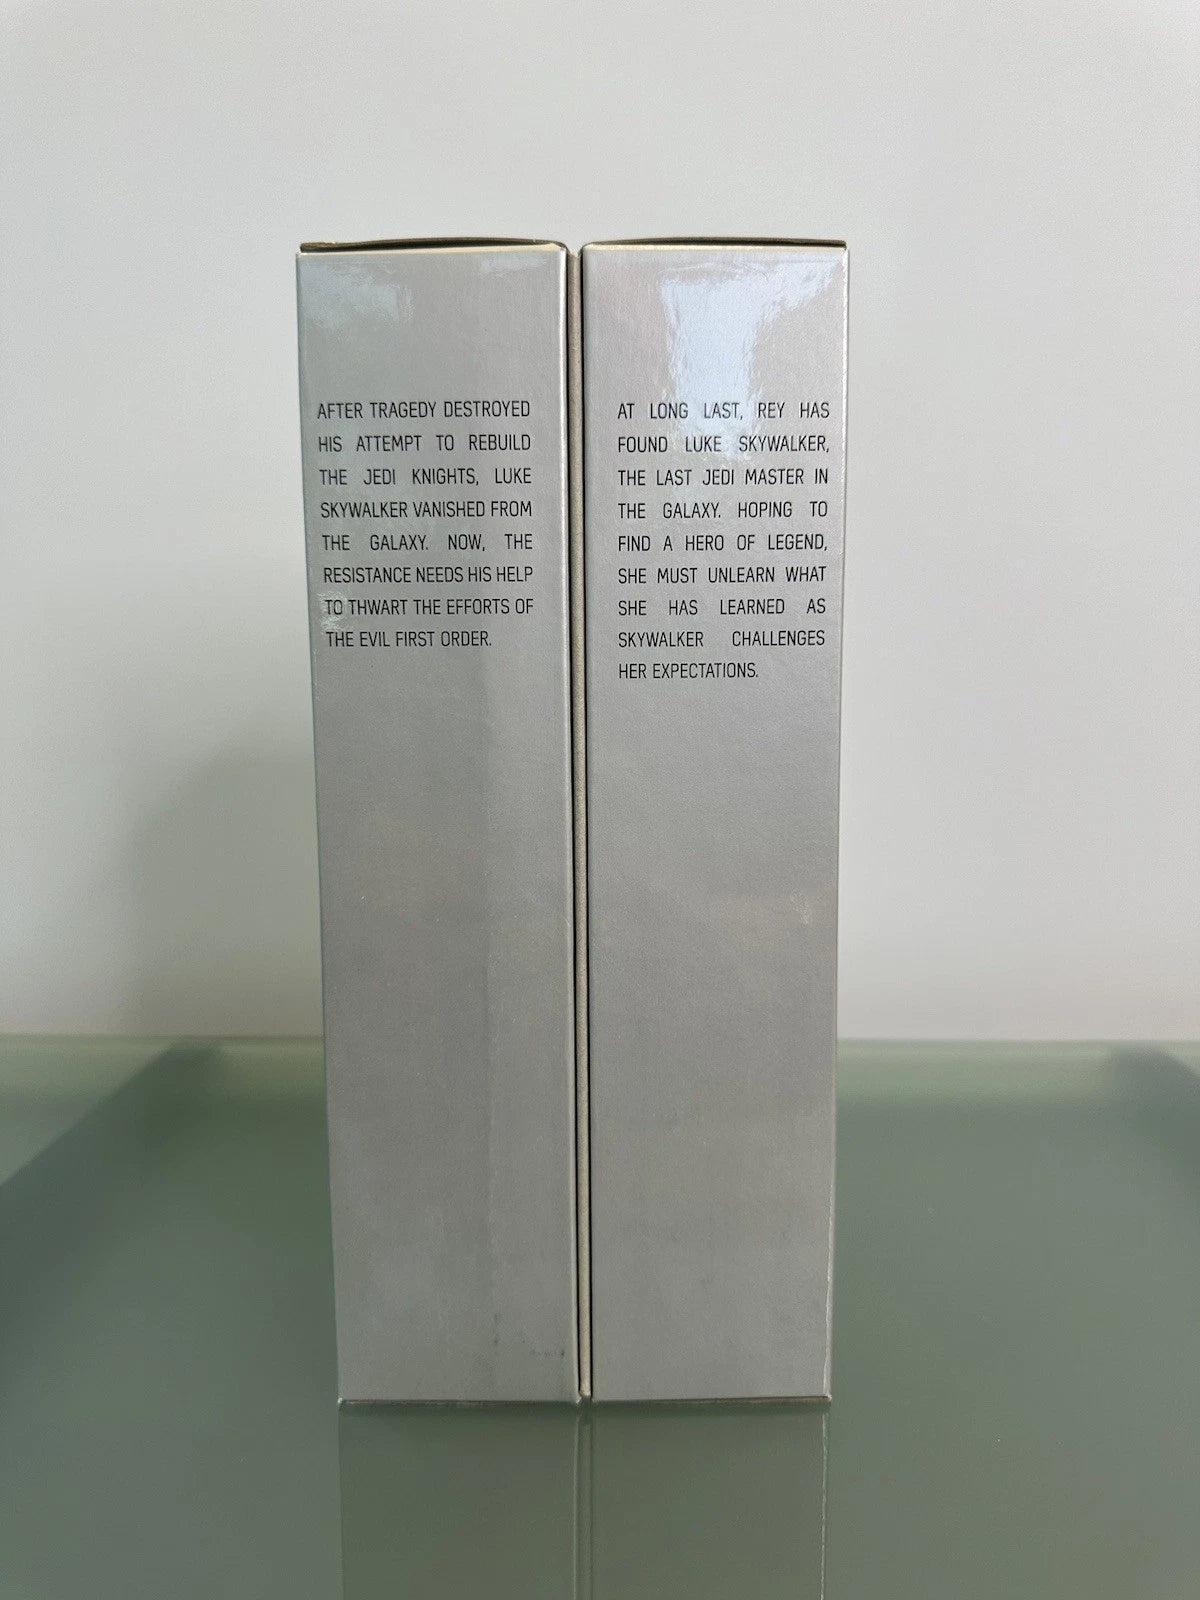 AFTER TRAGEDY DESTROYED
HIS ATTEMPT TO REBUILD
THE JEDI KNIGHTS, LUKE
SKYWALKER VANISHED FROM
THE GALAXY. NOW, THE
RESISTANCE NEEDS HIS HELP
TO THWART THE EFFORTS OF
THE EVIL FIRST ORDER.
AT LONG LAST, REY HAS
FOUND LUKE SKYWALKER,
THE LAST JEDI MASTER IN
THE GALAXY. HOPING TO
FIND A HERO OF LEGEND,
SHE MUST UNLEARN WHAT
SHE HAS LEARNED AS
SKYWALKER CHALLENGES
HER EXPECTATIONS.